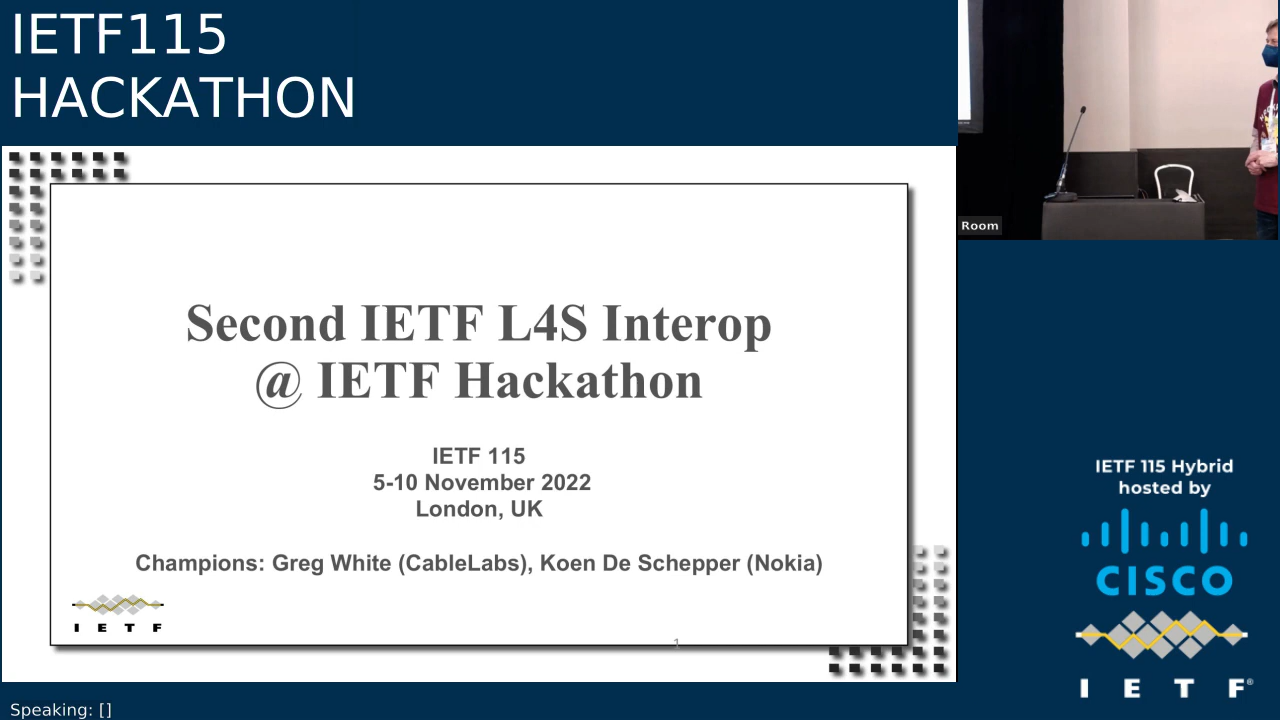 IETF115
HACKATHON
Second IETF L4S Interop
@ IETF Hackathon
IETF 115
5-10 November 2022
London, UK
Champions: Greg White (CableLabs), Koen De Schepper (Nokia)
I E T F
1
Room
IETF 115 Hybrid
hosted by
CISCO
I E T F®
Speaking: []